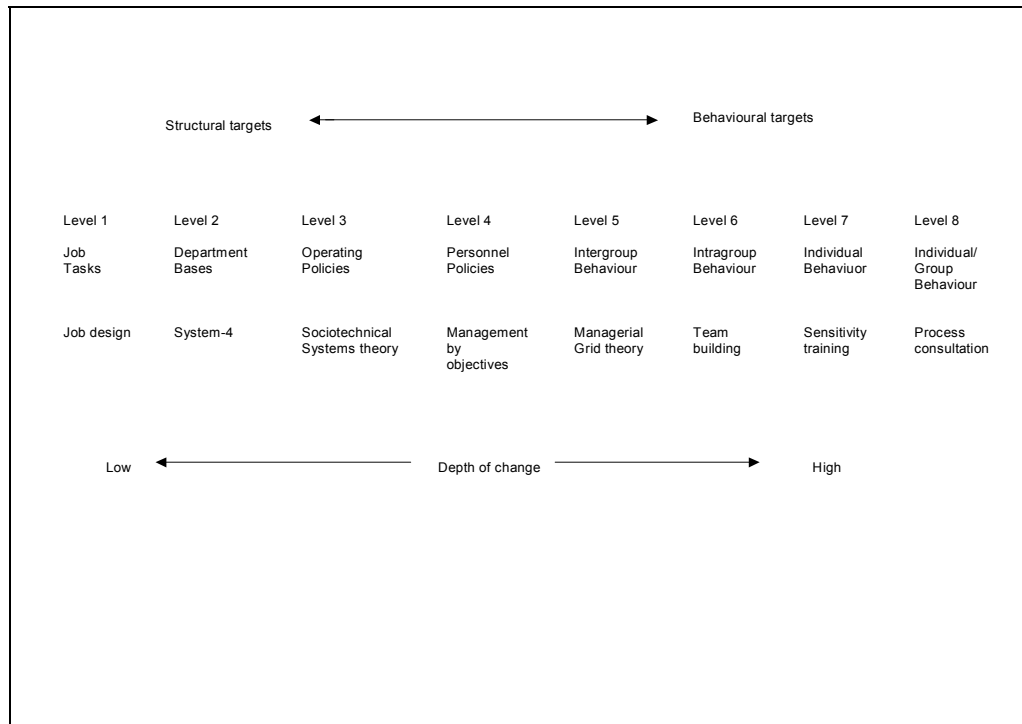 Structural targets
Behavioural targets
Level 1
Level 2
Level 3
Level 4
Level 5
Level 6
Level 7
Level 8
Job
Tasks
Department
Bases
Operating
Policies
Personnel
Policies
Intergroup
Behaviour
Intragroup
Behaviour
Individual
Behaviuor
Individual/
Group
Behaviour
Job design
System-4
Sociotechnical
Systems theory
Management
by
objectives
Managerial
Grid theory
Team
building
Sensitivity
training
Process
consultation
Low
Depth of change
High